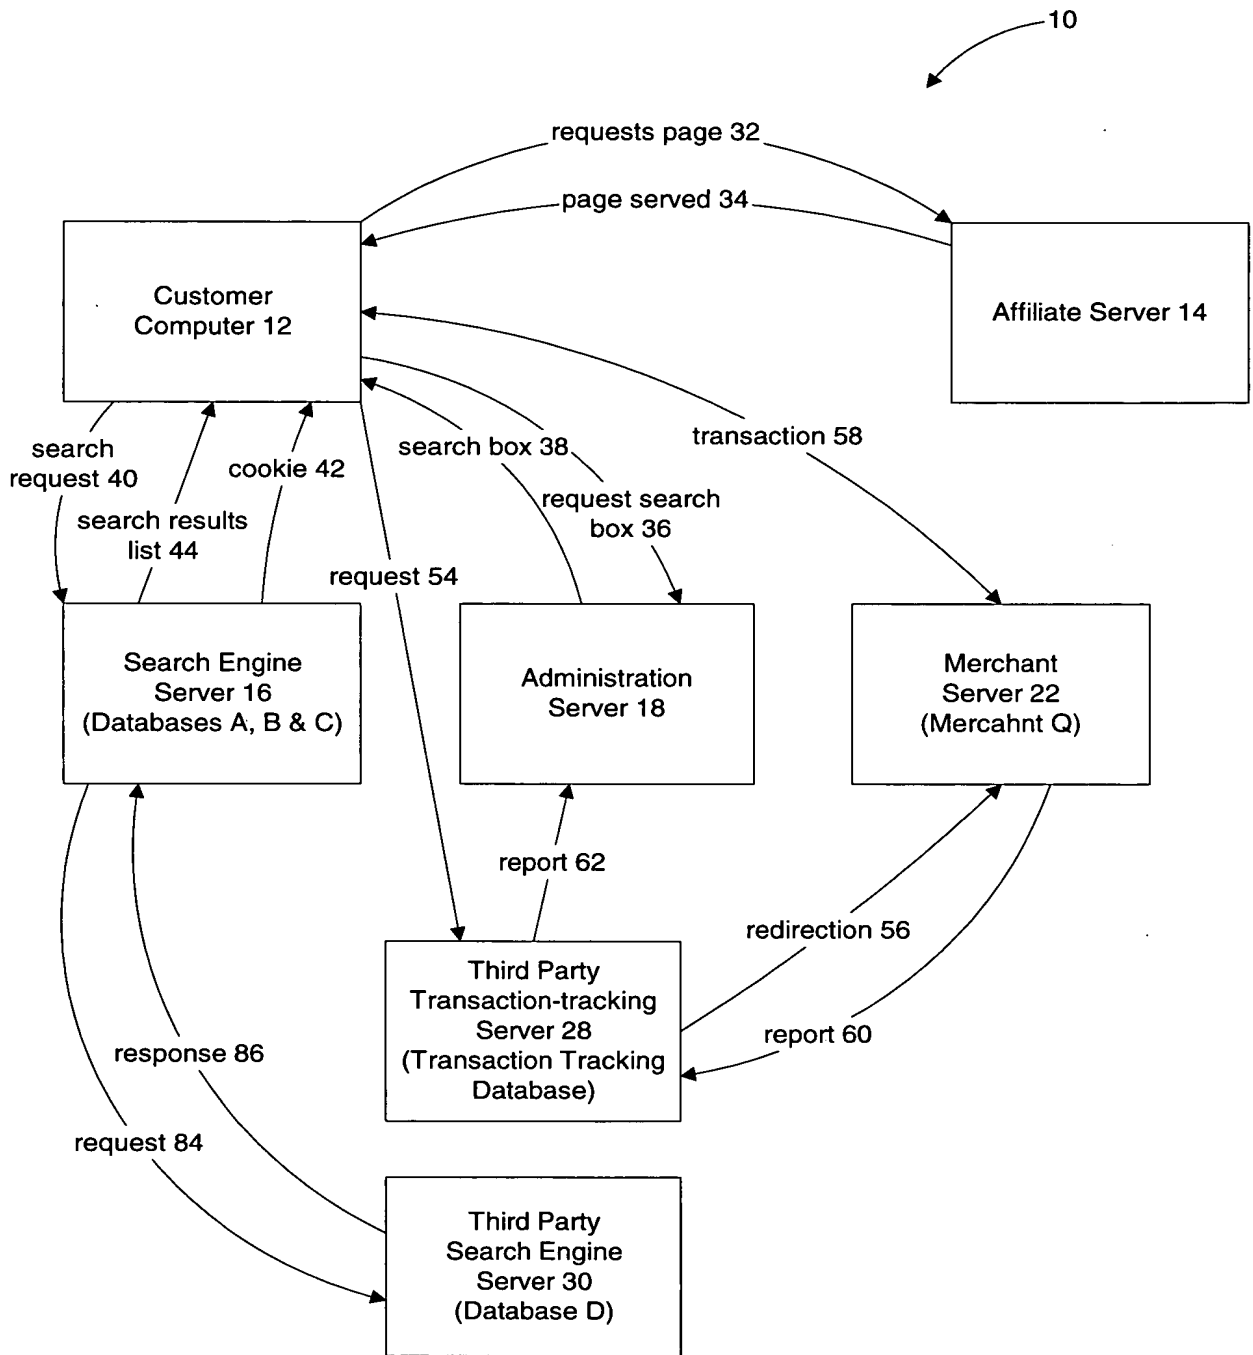 10
requests page 32
page served 34
Customer
Computer 12
Affiliate Server 14
search
request 40
cookie 42
search box 38
transaction 58
search results
list 44
request search
box 36
request 54
Search Engine
Server 16
(Databases A, B & C)
Administration
Server 18
Merchant
Server 22
(Mercahnt Q)
report 62
redirection 56
Third Party
Transaction-tracking
Server 28
(Transaction Tracking
Database)
report 60
response 86
request 84
Third Party
Search Engine
Server 30
(Database D)